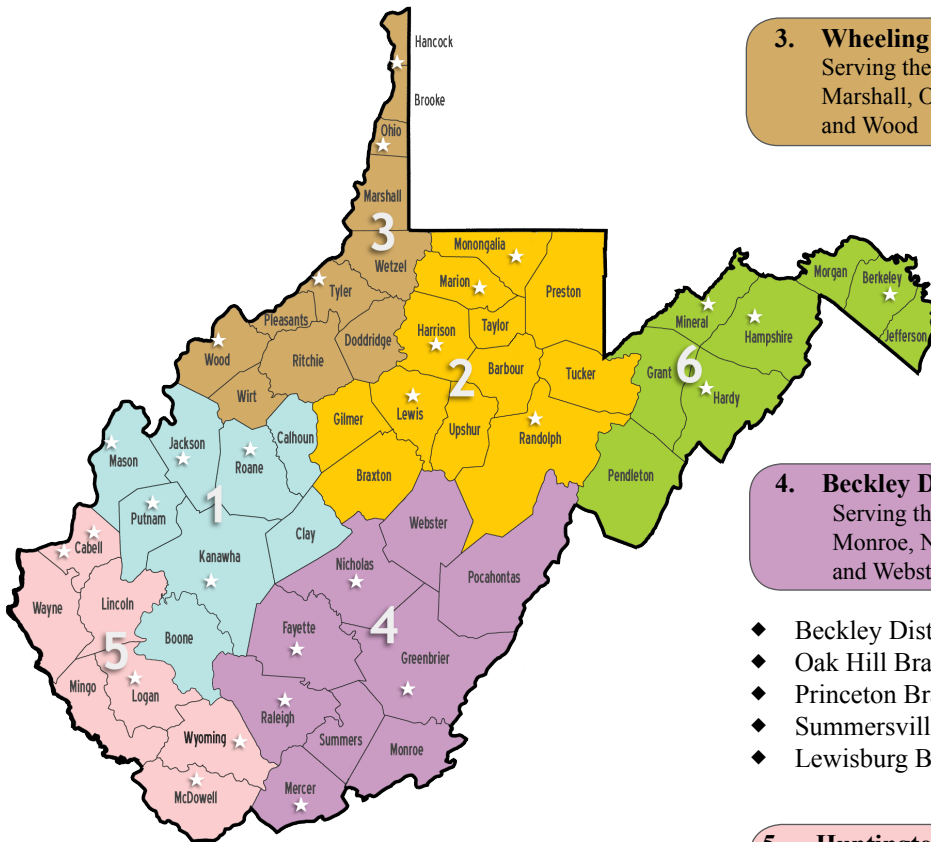 Hancock
Brooke
Ohio
Marshall
3
Wetzel
Tyler
Pleasants
Doddridge
Ritchie
Wood
Wirt
Monongalia
Marion
Preston
Harrison
Taylor
Barbour
2
Tucker
Lewis
Gilmer
Upshur
Randolph
Braxton
Morgan
Berkeley
Jefferson
Mineral
Hampshire
Grant
6
Hardy
Pendleton
Mason
Jackson
Roane
Calhoun
Putnam
1
Clay
Kanawha
Boone
Cabell
Wayne
Lincoln
5
Mingo
Logan
Wyoming
McDowell
Webster
Nicholas
Pocahontas
Fayette
4
Greenbrier
Raleigh
Summers
Monroe
Mercer
3. Wheeling
Serving the
Marshall, O
and Wood
4. Beckley D
Serving th
Monroe, N
and Webst
◆ Beckley Dist
◆ Oak Hill Bra
◆ Princeton Br
◆ Summersvill
◆ Lewisburg B
5. Huntington